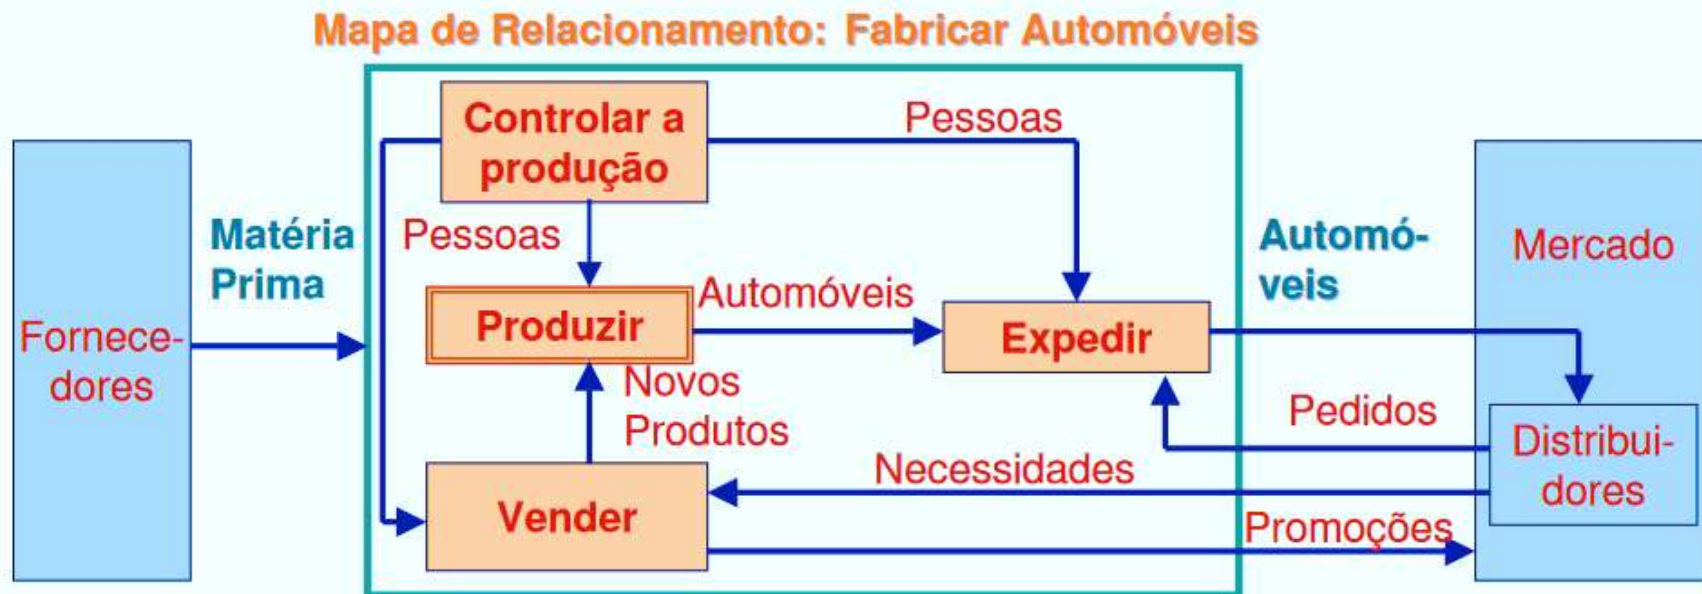 Mapa de Relacionamento: Fabricar Automóveis
Controlar a
produção
Pessoas
Matéria
Prima
Pessoas
Automó-
veis
Mercado
Fornece-
dores
Produzir
Automóveis
Expedir
Novos
Produtos
Pedidos
Distribui-
dores
Necessidades
Vender
Promoções